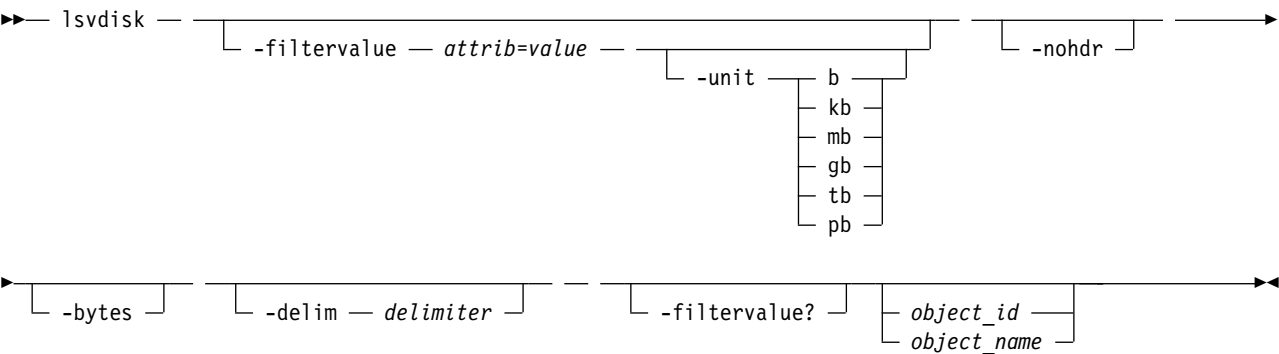 lsvdisk
-filtervalue attrib=value
-unit b
kb
mb
gb
tb
pb
-nohdr
-bytes
-delim delimiter
-filtervalue?
object_id
object_name